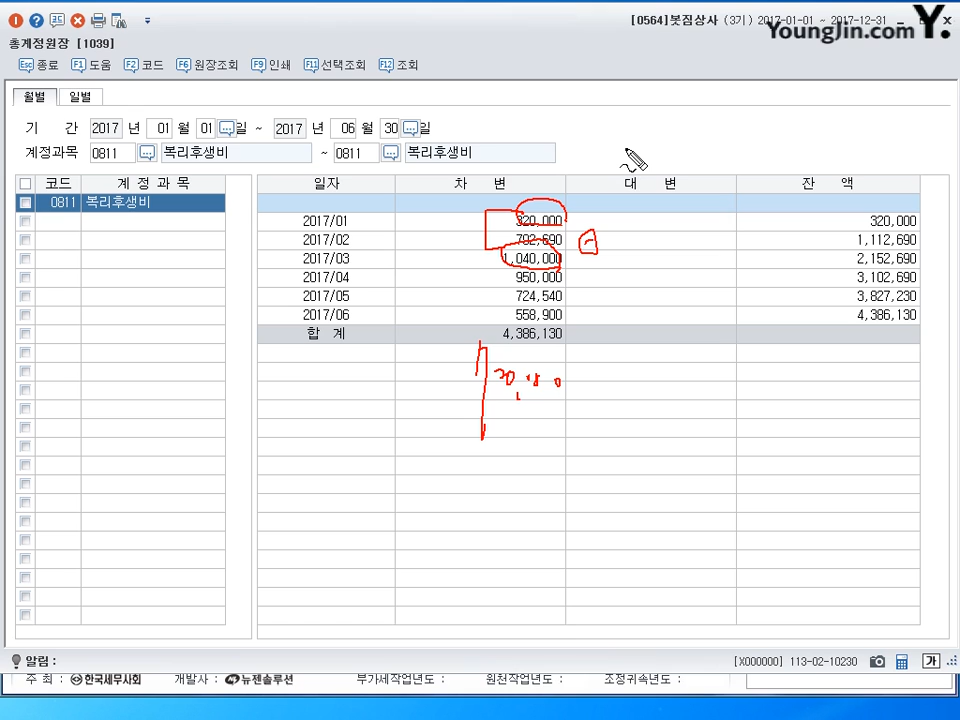 [0564]봇짐상사 (3기) 2017-01-01 ~ 2017-12-31
YoungJin.com Y.
총계정원장 [1039]
Esc 종료 F1 도움 F2 코드 F6 원장조회 F9 인쇄 F11 선택조회 F12 조회
월별 일별
기 간 2017 년 01 월 01 일 ~ 2017 년 06 월 30 일
계정과목 0811 복리후생비 ~ 0811 복리후생비
코드 계 정 과 목 일자 차 변 대 변 잔 액
0811 복리후생비
2017/01 320,000 320,000
2017/02 792,690 1,112,690
2017/03 1,040,000 2,152,690
2017/04 950,000 3,102,690
2017/05 724,540 3,827,230
2017/06 558,900 4,386,130
합 계 4,386,130
알림 :
[X000000] 113-02-10230 가
주 최 : 한국세무사회 개발사 : 뉴젠솔루션 부가세작업년도 : 원천작업년도 : 조정귀속년도 :